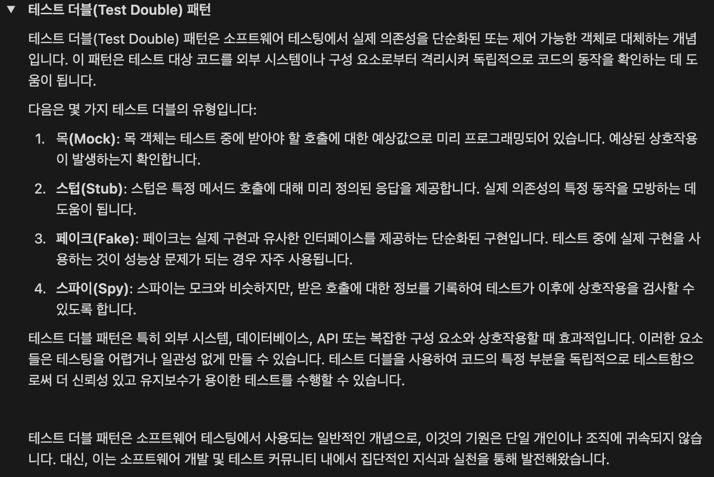 ▼ 테스트 더블(Test Double) 패턴
테스트 더블(Test Double) 패턴은 소프트웨어 테스팅에서 실제 의존성을 단순화된 또는 제어 가능한 객체로 대체하는 개념
입니다. 이 패턴은 테스트 대상 코드를 외부 시스템이나 구성 요소로부터 격리시켜 독립적으로 코드의 동작을 확인하는 데 도
움이 됩니다.
다음은 몇 가지 테스트 더블의 유형입니다:
1. 목(Mock): 목 객체는 테스트 중에 받아야 할 호출에 대한 예상값으로 미리 프로그래밍되어 있습니다. 예상된 상호작용
이 발생하는지 확인합니다.
2. 스텁(Stub): 스텁은 특정 메서드 호출에 대해 미리 정의된 응답을 제공합니다. 실제 의존성의 특정 동작을 모방하는 데
도움이 됩니다.
3. 페이크(Fake): 페이크는 실제 구현과 유사한 인터페이스를 제공하는 단순화된 구현입니다. 테스트 중에 실제 구현을 사
용하는 것이 성능상 문제가 되는 경우 자주 사용됩니다.
4. 스파이(Spy): 스파이는 모크와 비슷하지만, 받은 호출에 대한 정보를 기록하여 테스트가 이후에 상호작용을 검사할 수
있도록 합니다.
테스트 더블 패턴은 특히 외부 시스템, 데이터베이스, API 또는 복잡한 구성 요소와 상호작용할 때 효과적입니다. 이러한 요소
들은 테스팅을 어렵거나 일관성 없게 만들 수 있습니다. 테스트 더블을 사용하여 코드의 특정 부분을 독립적으로 테스트함으
로써 더 신뢰성 있고 유지보수가 용이한 테스트를 수행할 수 있습니다.
테스트 더블 패턴은 소프트웨어 테스팅에서 사용되는 일반적인 개념으로, 이것의 기원은 단일 개인이나 조직에 귀속되지 않습
니다. 대신, 이는 소프트웨어 개발 및 테스트 커뮤니티 내에서 집단적인 지식과 실천을 통해 발전해왔습니다.